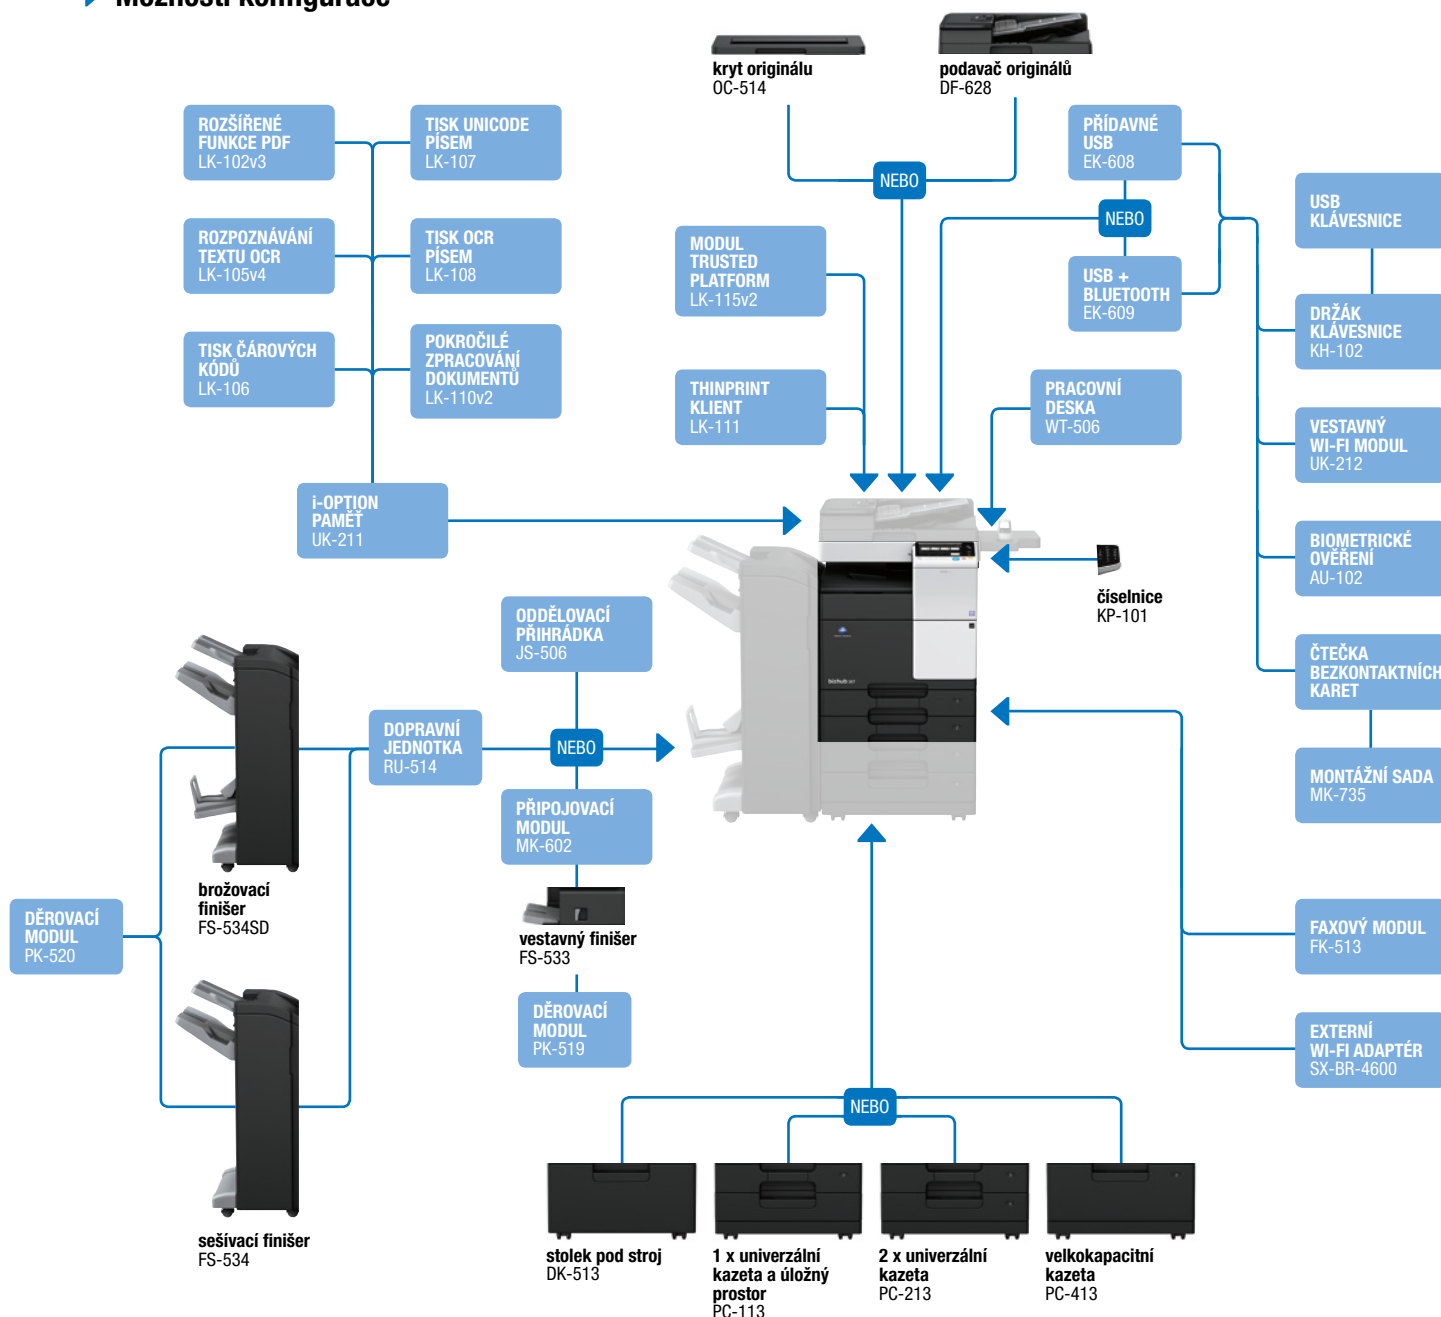 Možnosti konfigurace
kryt originálu
OC-514
podavač originálů
DF-628
ROZŠÍŘENÉ
FUNKCE PDF
LK-102v3
TISK UNICODE
PÍSEM
LK-107
PŘÍDAVNÉ
USB
EK-608
NEBO
USB
KLÁVESNICE
NEBO
ROZPOZNÁVÁNÍ
TEXTU OCR
LK-105v4
TISK OCR
PÍSEM
LK-108
MODUL
TRUSTED
PLATFORM
LK-115v2
USB +
BLUETOOTH
EK-609
DRŽÁK
KLÁVESNICE
KH-102
TISK ČÁROVÝCH
KÓDŮ
LK-106
POKROČILÉ
ZPRACOVÁNÍ
DOKUMENTŮ
LK-110v2
THINPRINT
KLIENT
LK-111
PRACOVNÍ
DESKA
WT-506
VESTAVNÝ
WI-FI MODUL
UK-212
i-OPTION
PAMĚŤ
UK-211
BIOMETRICKÉ
OVĚŘENÍ
AU-102
číselnice
KP-101
ODDĚLOVACÍ
PŘIHRÁDKA
JS-506
ČTEČKA
BEZKONTAKTNÍCH
KARET
bizhub 367
DOPRAVNÍ
JEDNOTKA
RU-514
NEBO
MONTÁŽNÍ SADA
MK-735
PŘIPOJOVACÍ
MODUL
MK-602
brožovací
finišer
FS-534SD
DĚROVACÍ
MODUL
PK-520
vestavný finišer
FS-533
FAXOVÝ MODUL
FK-513
DĚROVACÍ
MODUL
PK-519
EXTERNÍ
WI-FI ADAPTÉR
SX-BR-4600
NEBO
sešívací finišer
FS-534
stolek pod stroj
DK-513
1 x univerzální
kazeta a úložný
prostor
PC-113
2 x univerzální
kazeta
PC-213
velkokapacitní
kazeta
PC-413